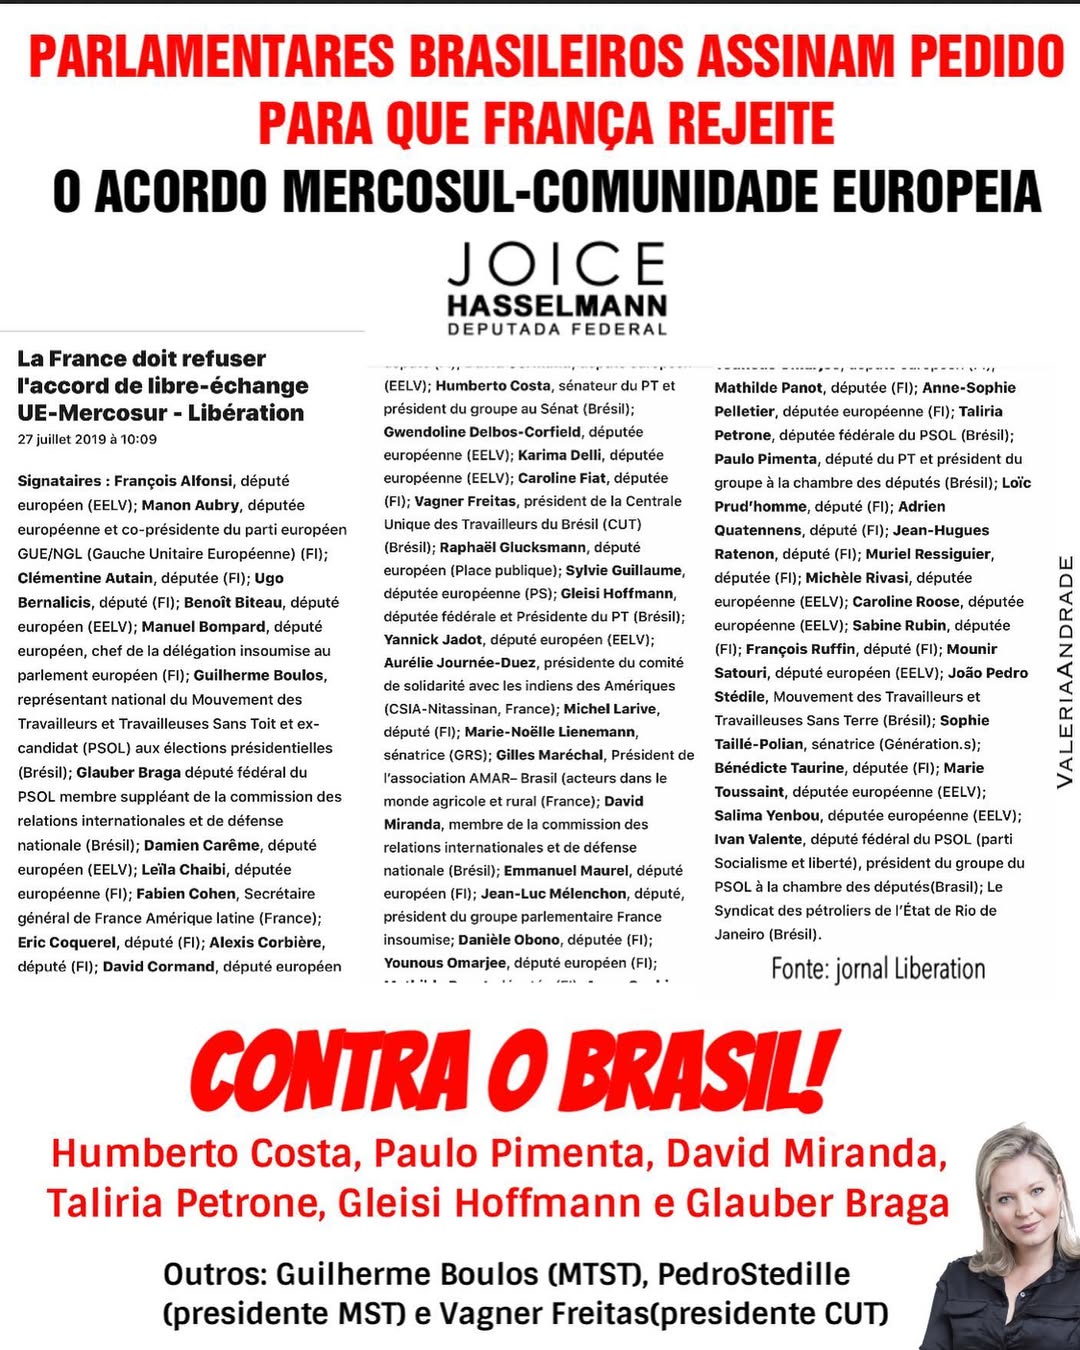 PARLAMENTARES BRASILEIROS ASSINAM PEDIDO
PARA QUE FRANÇA REJEITE
O ACORDO MERCOSUL-COMUNIDADE EUROPEIA
JOICE
HASSELMANN
DEPUTADA FEDERAL
La France doit refuser
l'accord de libre-échange
UE-Mercosur - Libération
27 juillet 2019 à 10:09
Signataires : François Alfonsi, député
européen (EELV); Manon Aubry, députée
européenne et co-présidente du parti européen
GUE/NGL (Gauche Unitaire Européenne) (FI);
Clémentine Autain, députée (FI); Ugo
Bernalicis, député (FI); Benoît Biteau, député
européen (EELV); Manuel Bompard, député
européen, chef de la délégation insoumise au
parlement européen (FI); Guilherme Boulos,
représentant national du Mouvement des
Travailleurs et Travailleuses Sans Toit et ex-
candidat (PSOL) aux élections présidentielles
(Brésil); Glauber Braga député fédéral du
PSOL membre suppléant de la commission des
relations internationales et de défense
nationale (Brésil); Damien Carême, député
européen (EELV); Leïla Chaibi, députée
européenne (FI); Fabien Cohen, Secrétaire
général de France Amérique latine (France);
Eric Coquerel, député (FI); Alexis Corbière,
député (FI); David Cormand, député européen
(EELV); Humberto Costa, sénateur du PT et
président du groupe au Sénat (Brésil);
Gwendoline Delbos-Corfield, députée
européenne (EELV); Karima Delli, députée
européenne (EELV); Caroline Fiat, députée
(FI); Vagner Freitas, président de la Centrale
Unique des Travailleurs du Brésil (CUT)
(Brésil); Raphaël Glucksmann, député
européen (Place publique); Sylvie Guillaume,
députée européenne (PS); Gleisi Hoffmann,
députée fédérale et Présidente du PT (Brésil);
Yannick Jadot, député européen (EELV);
Aurélie Journée-Duez, présidente du comité
de solidarité avec les indiens des Amériques
(CSIA-Nitassinan, France); Michel Larive,
député (FI); Marie-Noëlle Lienemann,
sénatrice (GRS); Gilles Maréchal, Président de
l'association AMAR– Brasil (acteurs dans le
monde agricole et rural (France); David
Miranda, membre de la commission des
relations internationales et de défense
nationale (Brésil); Emmanuel Maurel, député
européen (FI); Jean-Luc Mélenchon, député,
président du groupe parlementaire France
insoumise; Danièle Obono, députée (FI);
Younous Omarjee, député européen (FI);
Mathilde Panot, députée (FI); Anne-Sophie
Pelletier, députée européenne (FI); Taliria
Petrone, députée fédérale du PSOL (Brésil);
Paulo Pimenta, député du PT et président du
groupe à la chambre des députés (Brésil); Loïc
Prud'homme, député (FI); Adrien
Quatennens, député (FI); Jean-Hugues
Ratenon, député (FI); Muriel Ressiguier,
députée (FI); Michèle Rivasi, députée
européenne (EELV); Caroline Roose, députée
européenne (EELV); Sabine Rubin, députée
(FI); François Ruffin, député (FI); Mounir
Satouri, député européen (EELV); João Pedro
Stédile, Mouvement des Travailleurs et
Travailleuses Sans Terre (Brésil); Sophie
Taillé-Polian, sénatrice (Génération.s);
Bénédicte Taurine, députée (FI); Marie
Toussaint, députée européenne (EELV);
Salima Yenbou, députée européenne (EELV);
Ivan Valente, député fédéral du PSOL (parti
Socialisme et liberté), président du groupe du
PSOL à la chambre des députés(Brasil); Le
Syndicat des pétroliers de l'État de Rio de
Janeiro (Brésil).
Fonte: jornal Liberation
VALERIAANDRADE
CONTRA O BRASIL!
Humberto Costa, Paulo Pimenta, David Miranda,
Taliria Petrone, Gleisi Hoffmann e Glauber Braga
Outros: Guilherme Boulos (MTST), PedroStedille
(presidente MST) e Vagner Freitas(presidente CUT)